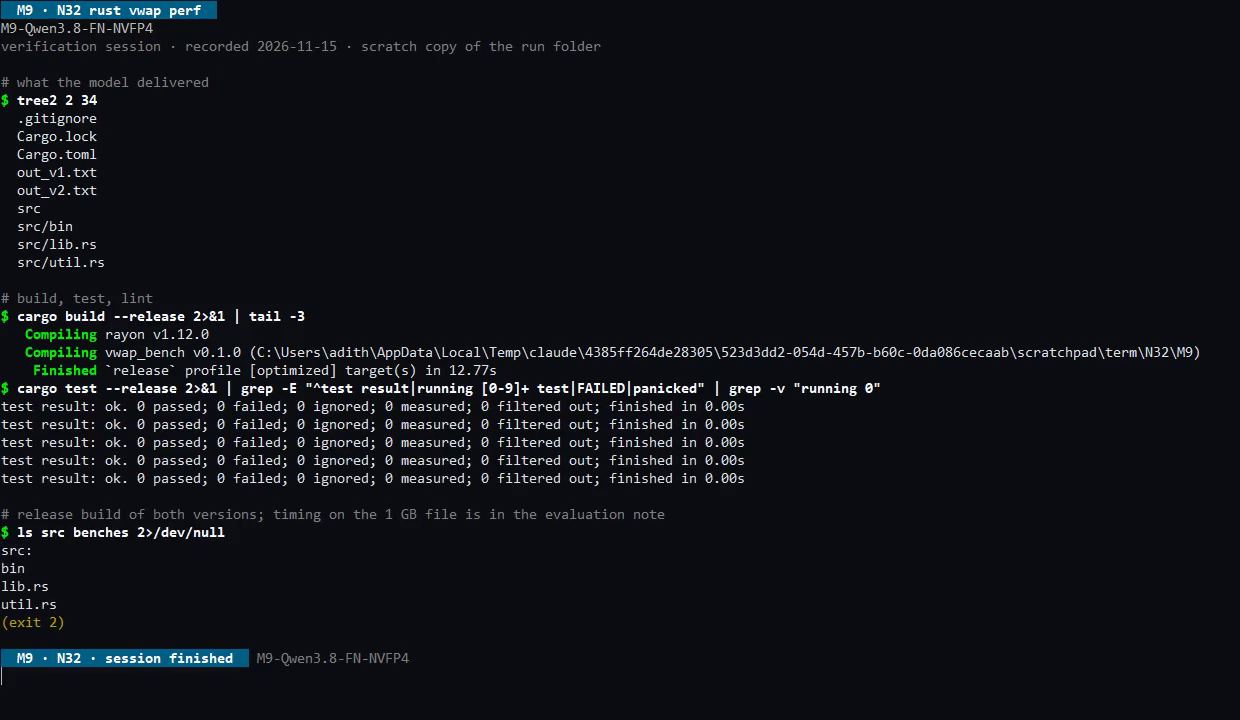 M9 · N32 rust vwap perf
M9-Qwen3.8-FN-NVFP4
verification session · recorded 2026-11-15 · scratch copy of the run folder
# what the model delivered
$ tree2 2 34
.gitignore
Cargo.lock
Cargo.toml
out_v1.txt
out_v2.txt
src
src/bin
src/lib.rs
src/util.rs
# build, test, lint
$ cargo build --release 2>&1 | tail -3
Compiling rayon v1.12.0
Compiling vwap_bench v0.1.0 (C:\Users\adith\AppData\Local\Temp\claude\4385ff264de28305\523d3dd2-054d-457b-b60c-0da086cecaab\scratchpad\term\N32\M9)
Finished `release` profile [optimized] target(s) in 12.77s
$ cargo test --release 2>&1 | grep -E "^test result|running [0-9]+ test|FAILED|panicked" | grep -v "running 0"
test result: ok. 0 passed; 0 failed; 0 ignored; 0 measured; 0 filtered out; finished in 0.00s
test result: ok. 0 passed; 0 failed; 0 ignored; 0 measured; 0 filtered out; finished in 0.00s
test result: ok. 0 passed; 0 failed; 0 ignored; 0 measured; 0 filtered out; finished in 0.00s
test result: ok. 0 passed; 0 failed; 0 ignored; 0 measured; 0 filtered out; finished in 0.00s
test result: ok. 0 passed; 0 failed; 0 ignored; 0 measured; 0 filtered out; finished in 0.00s
# release build of both versions; timing on the 1 GB file is in the evaluation note
$ ls src benches 2>/dev/null
src:
bin
lib.rs
util.rs
(exit 2)
M9 · N32 · session finished M9-Qwen3.8-FN-NVFP4